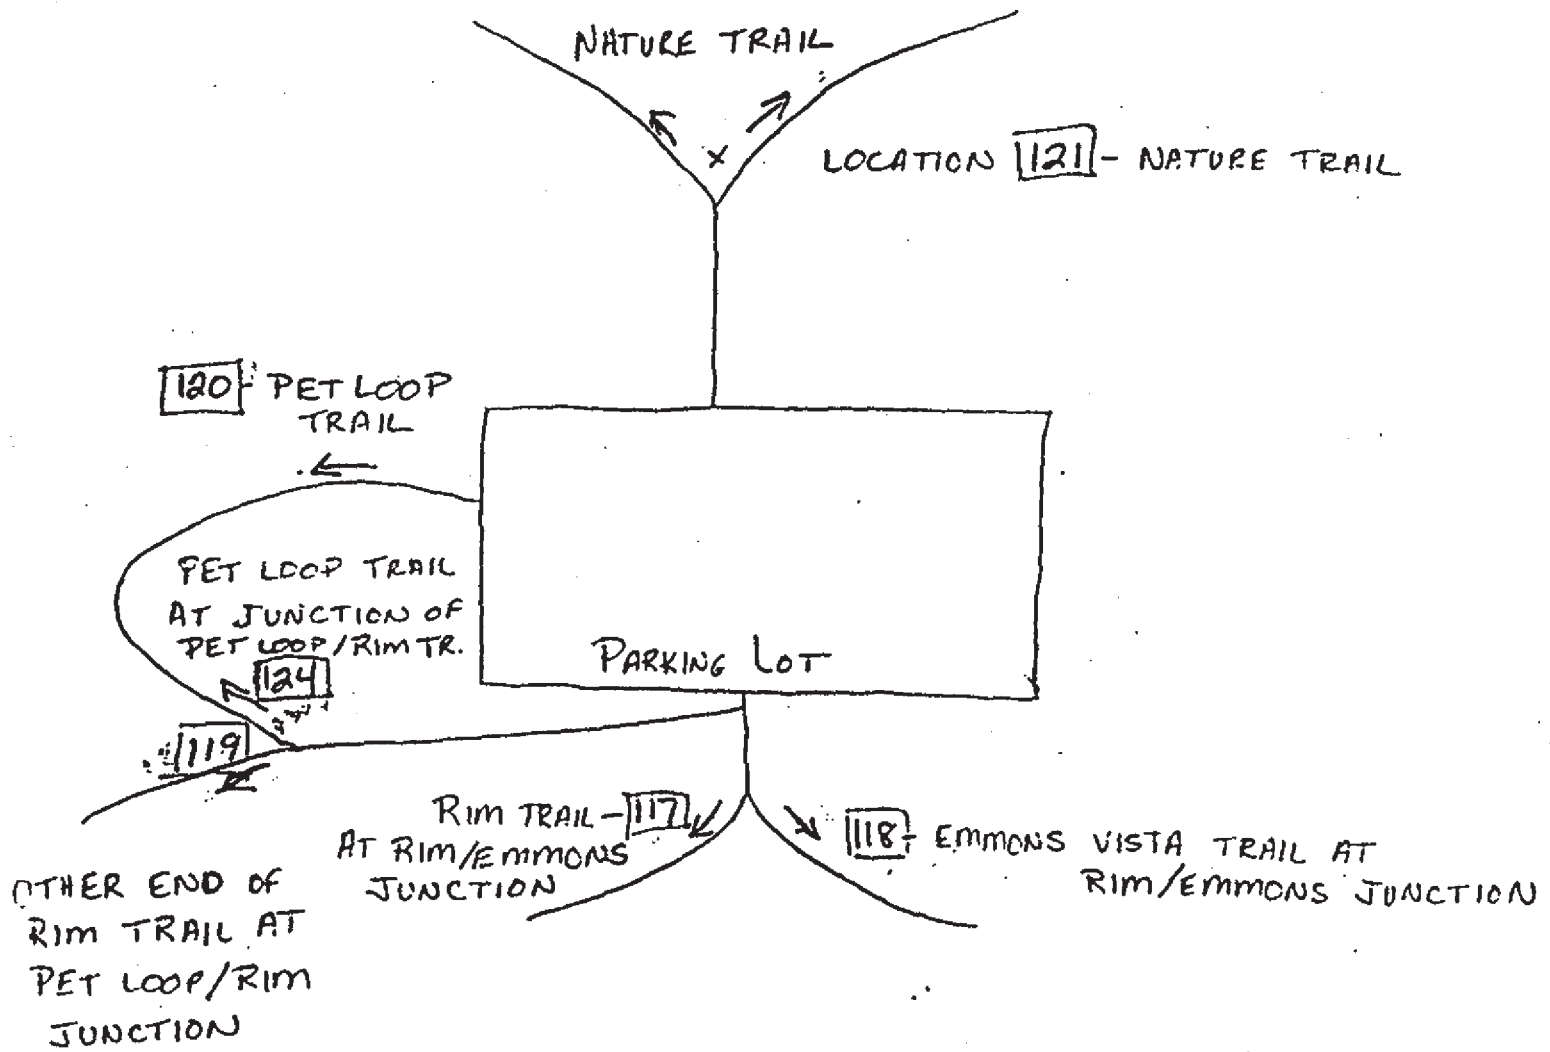 NATURE TRAIL
LOCATION 121 - NATURE TRAIL
120 - PET LOOP
TRAIL
PET LOOP TRAIL
AT JUNCTION OF
PET LOOP/RIM TR.
124
PARKING LOT
119
OTHER END OF
RIM TRAIL AT
PET LOOP/RIM
JUNCTION
RIM TRAIL - 117
AT RIM/EMMONS
JUNCTION
118 - EMMONS VISTA TRAIL AT
RIM/EMMONS JUNCTION